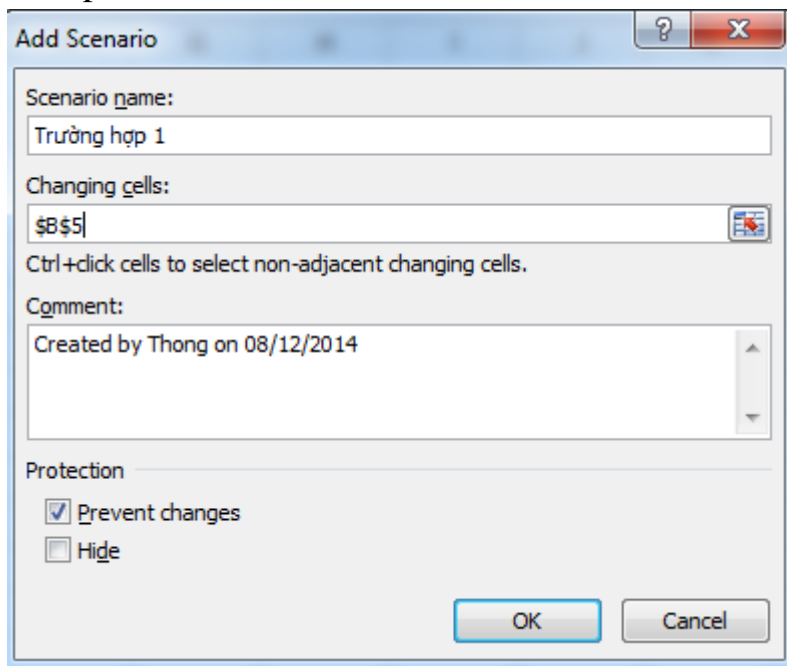 Add Scenario
?
X
Scenario name:
Trường hợp 1
Changing cells:
$B$5
Ctrl+click cells to select non-adjacent changing cells.
Comment:
Created by Thong on 08/12/2014
Protection
Prevent changes
Hide
OK
Cancel